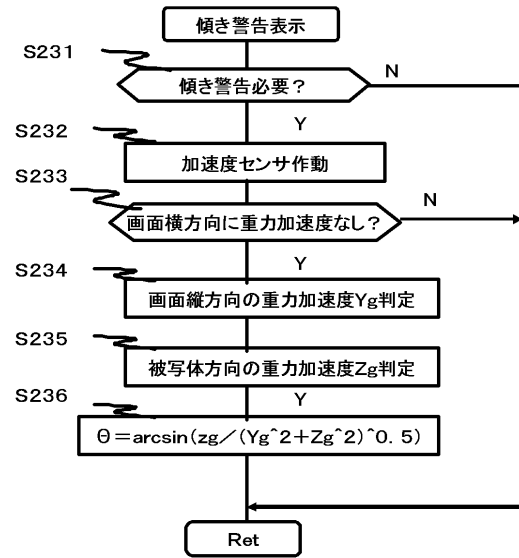 傾き警告表示
S231
傾き警告必要?
N
Y
S232
加速度センサ作動
S233
画面横方向に重力加速度なし?
N
Y
S234
画面縦方向の重力加速度Yg判定
S235
被写体方向の重力加速度Zg判定
S236
Y
Θ=arcsin(zg/(Yg^2+Zg^2)^0.5)
Ret